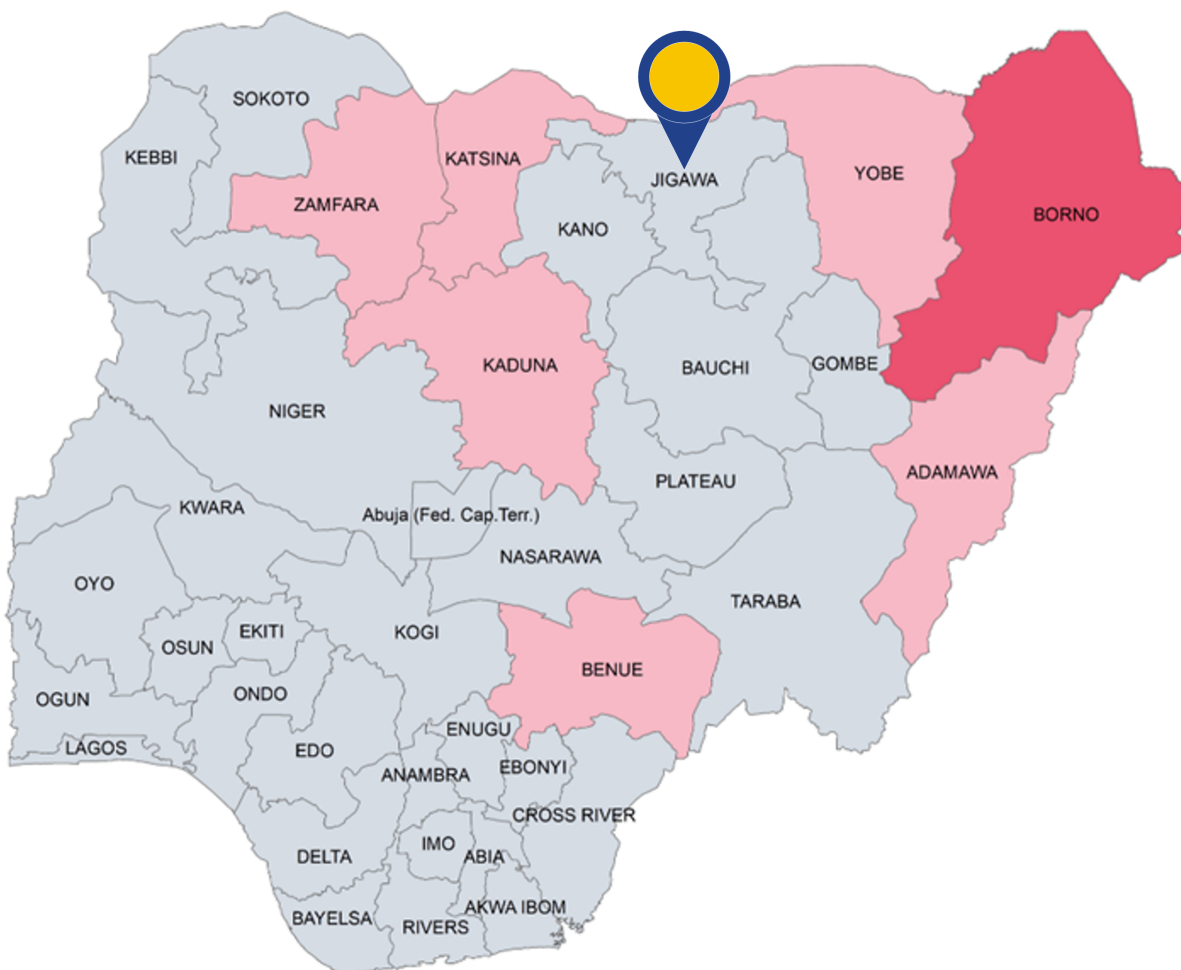 SOKOTO
KEBBI
KATSINA
JIGAWA
YOBE
ZAMFARA
BORNO
KANO
KADUNA
BAUCHI
GOMBE
NIGER
ADAMAWA
PLATEAU
KWARA
Abuja (Fed. Cap.Terr.)
NASARAWA
OYO
TARABA
EKITI
KOGI
OSUN
BENUE
OGUN
ONDO
ENUGU
LAGOS
EDO
EBONYI
ANAMBRA
CROSS RIVER
IMO
DELTA
ABIA
AKWA IBOM
BAYELSA
RIVERS